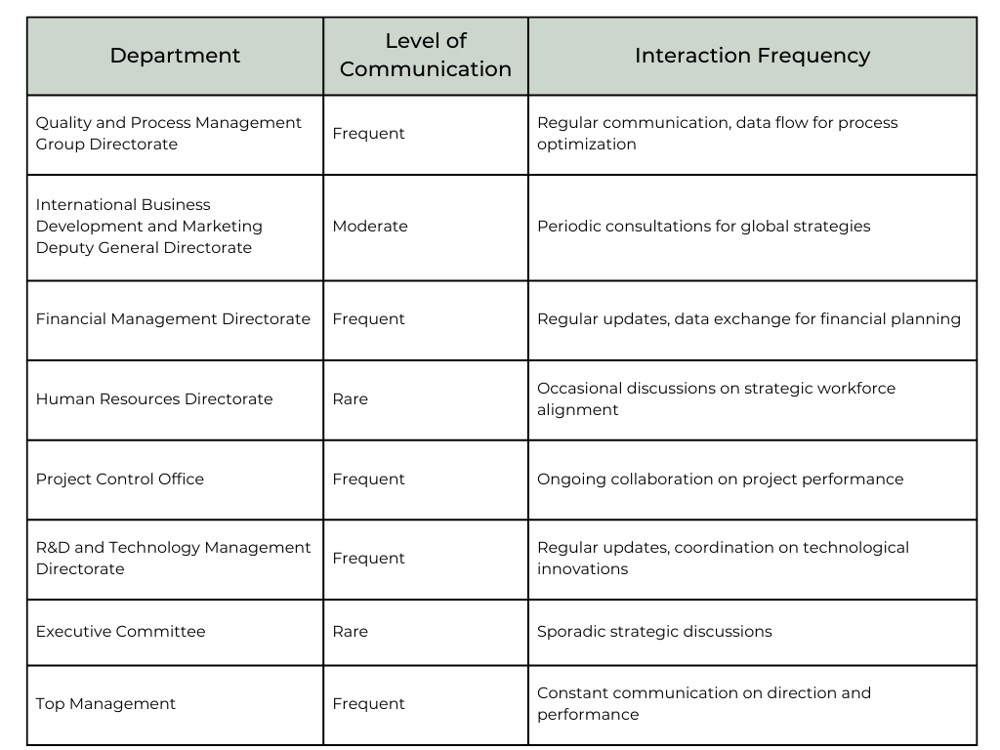 Department
Level of
Communication
Interaction Frequency
Quality and Process Management
Group Directorate
Frequent
Regular communication, data flow for process
optimization
International Business
Development and Marketing
Deputy General Directorate
Moderate
Periodic consultations for global strategies
Financial Management Directorate
Frequent
Regular updates, data exchange for financial planning
Human Resources Directorate
Rare
Occasional discussions on strategic workforce
alignment
Project Control Office
Frequent
Ongoing collaboration on project performance
R&D and Technology Management
Directorate
Frequent
Regular updates, coordination on technological
innovations
Executive Committee
Rare
Sporadic strategic discussions
Top Management
Frequent
Constant communication on direction and
performance